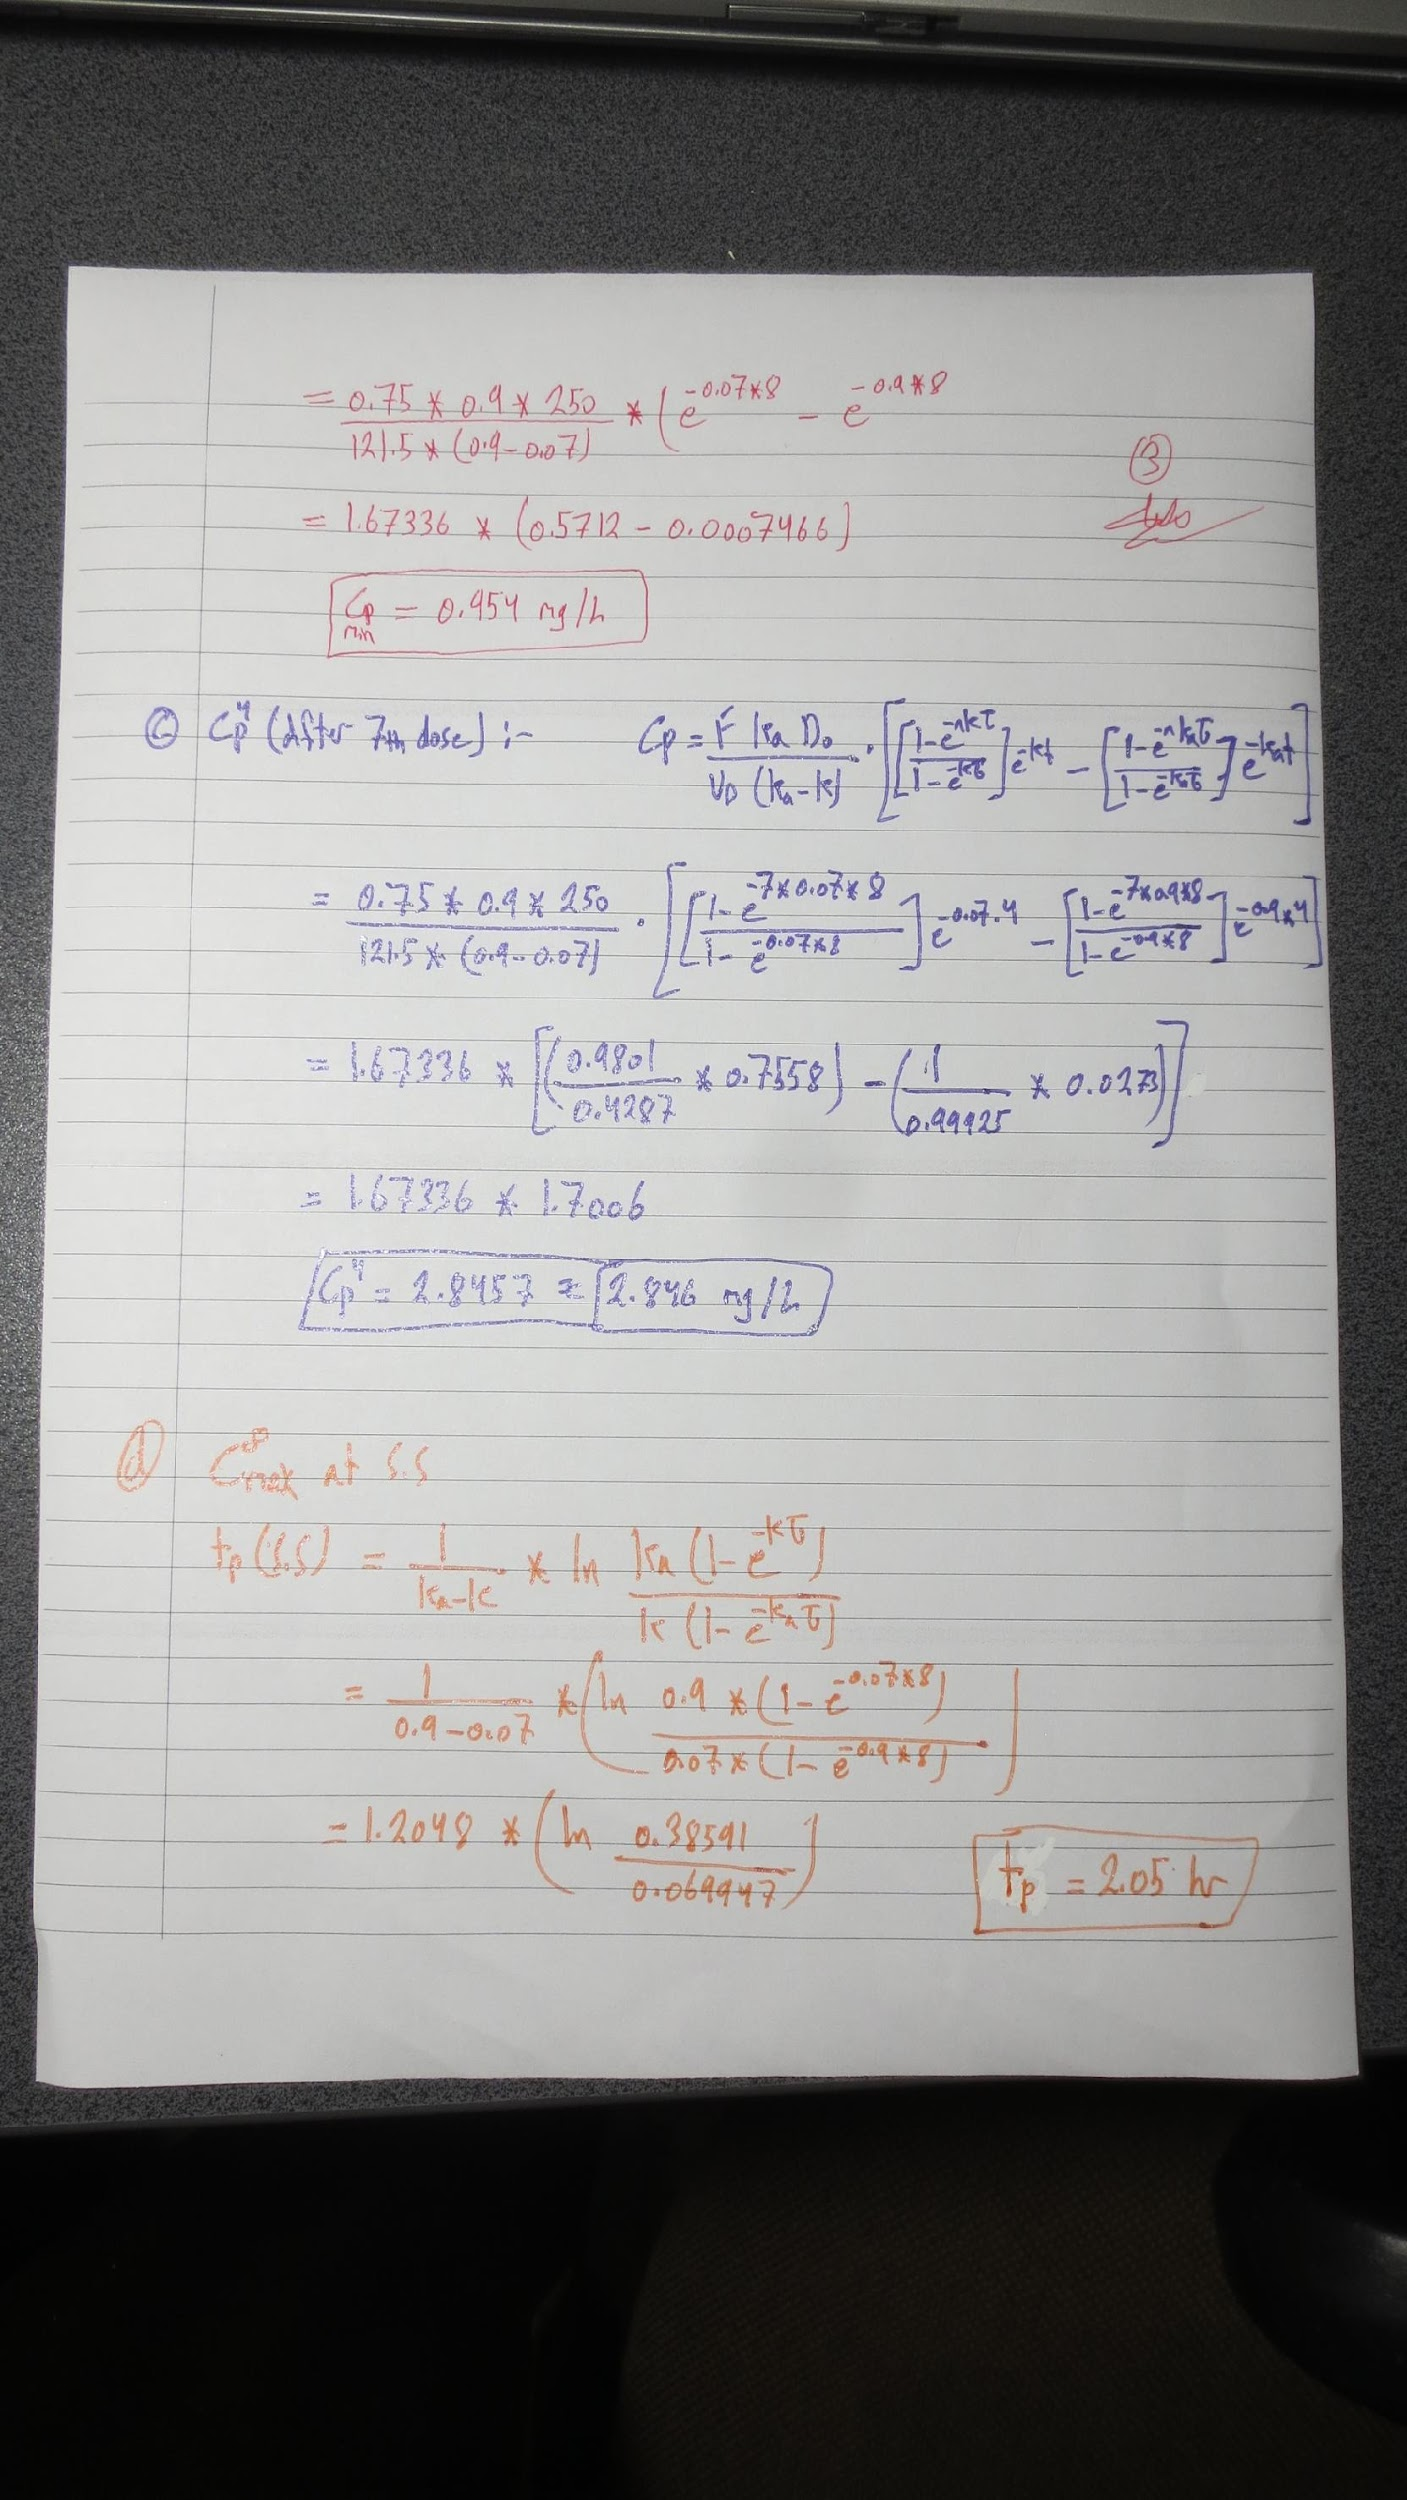 = 0.75 * 0.9 * 250 / 121.5 * (0.9 - 0.07) * ( e^-0.07*8 - e^-0.9*8
③
= 1.67336 * (0.5712 - 0.0007466)
Cp min = 0.954 mg/L
Ⓒ Cp^4 (After 7th dose) :- Cp = F ka D0 / VD (ka-k) · [ [ 1-e^-nkτ / 1-e^-kτ ] e^-kt - [ 1-e^-nkaτ / 1-e^-kaτ ] e^-kat ]
= 0.75 * 0.9 * 250 / 121.5 * (0.9-0.07) · [ [ 1-e^-7*0.07*8 / 1-e^-0.07*8 ] e^-0.07·4 - [ 1-e^-7*0.9*8 / 1-e^-0.9*8 ] e^-0.9*4 ]
= 1.67336 * [ ( 0.9801 / 0.4287 * 0.7558 ) - ( 1 / 0.99925 * 0.0273 ) ]
= 1.67336 * 1.7006
Cp^4 = 2.8457 ≈ 2.846 mg/L
ⓓ C^∞max at s.s
tp (s.s) = 1 / ka-k * ln ka (1-e^-kτ) / k (1-e^-kaτ)
= 1 / 0.9-0.07 * ( ln 0.9 * (1-e^-0.07*8) / 0.07 * (1-e^-0.9*8) )
= 1.2048 * ( ln 0.38591 / 0.069947 )
tp = 2.05 hr